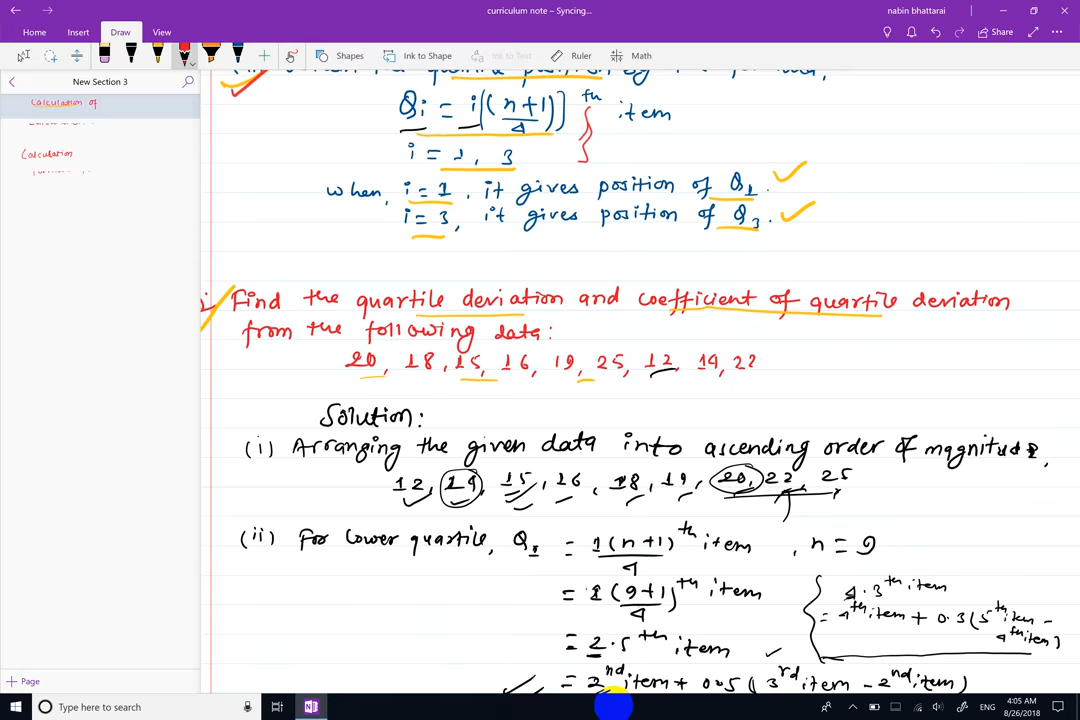 curriculum note - Syncing...
nabin bhattarai
Home Insert Draw View
Share
Shapes Ink to Shape Ink to Text Ruler Math
New Section 3
Calculation of
Calculation
Qi = i[(n+1)/4]th item
i = 1, 3
when, i = 1, it gives position of Q1.
i = 3, it gives position of Q3.
Find the quartile deviation and coefficient of quartile deviation
from the following data:
20, 18, 15, 16, 19, 25, 12, 14, 22
Solution:
(i) Arranging the given data into ascending order of magnitude,
12, 14, 15, 16, 18, 19, 20, 22, 25
(ii) For lower quartile, Q1 = 1(n+1)/4 th item, n = 9
= 1(9+1)/4 th item
4.3th item
= 4th item + 0.3(5th item -
4th item)
= 2.5th item
= 2nd item + 0.5(3rd item - 2nd item)
+ Page
Type here to search
ENG
4:05 AM
8/26/2018